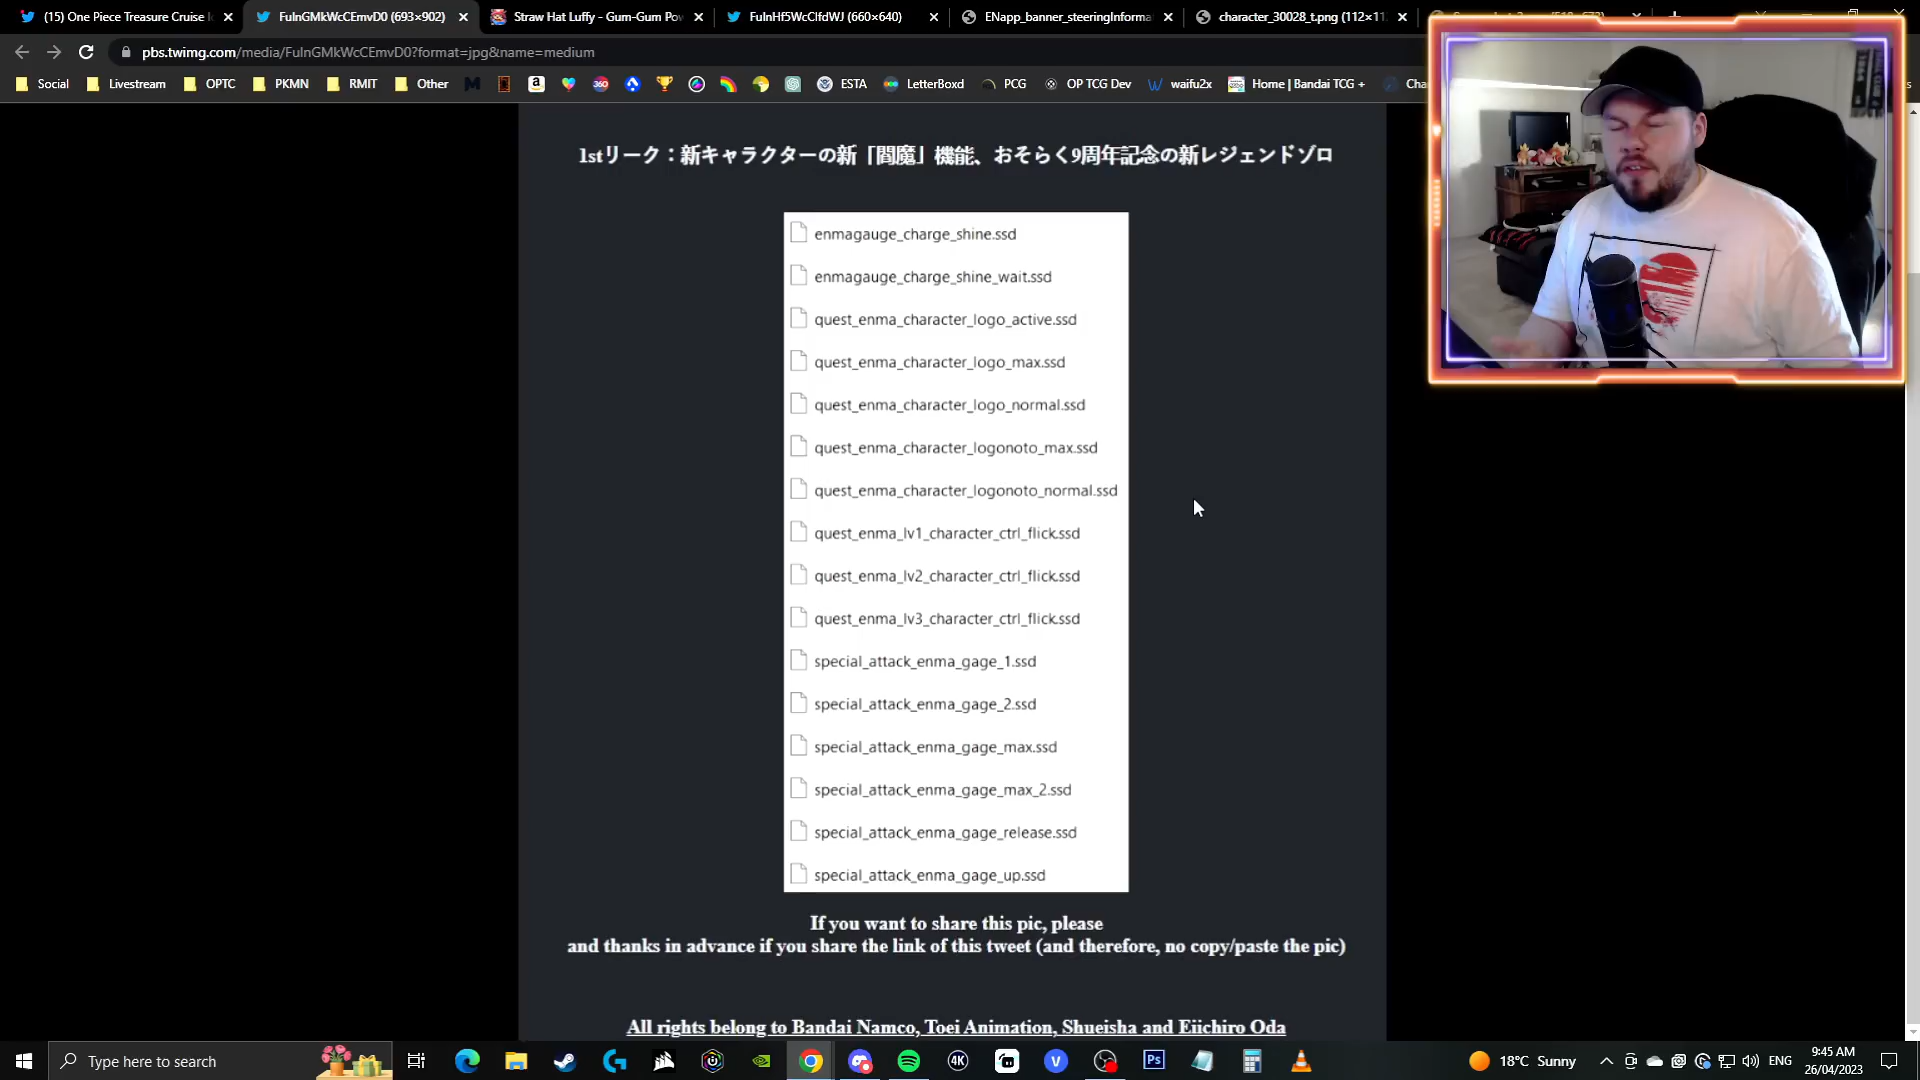 (15) One Piece Treasure Cruise
FulnGMkWcCEmvD0 (693×902)
Straw Hat Luffy - Gum-Gum Pow
FulnHf5WcClfdWJ (660×640)
ENapp_banner_steeringInforma
character_30028_t.png (112×11
pbs.twimg.com/media/FulnGMkWcCEmvD0?format=jpg&name=medium
Social
Livestream
OPTC
PKMN
RMIT
Other
ESTA
LetterBoxd
PCG
OP TCG Dev
waifu2x
Home | Bandai TCG +
1stリーク：新キャラクターの新「閻魔」機能、おそらく9周年記念の新レジェンドゾロ
enmagauge_charge_shine.ssd
enmagauge_charge_shine_wait.ssd
quest_enma_character_logo_active.ssd
quest_enma_character_logo_max.ssd
quest_enma_character_logo_normal.ssd
quest_enma_character_logonoto_max.ssd
quest_enma_character_logonoto_normal.ssd
quest_enma_lv1_character_ctrl_flick.ssd
quest_enma_lv2_character_ctrl_flick.ssd
quest_enma_lv3_character_ctrl_flick.ssd
special_attack_enma_gage_1.ssd
special_attack_enma_gage_2.ssd
special_attack_enma_gage_max.ssd
special_attack_enma_gage_max_2.ssd
special_attack_enma_gage_release.ssd
special_attack_enma_gage_up.ssd
If you want to share this pic, please
and thanks in advance if you share the link of this tweet (and therefore, no copy/paste the pic)
All rights belong to Bandai Namco, Toei Animation, Shueisha and Eiichiro Oda
Type here to search
18°C Sunny
ENG
9:45 AM
26/04/2023